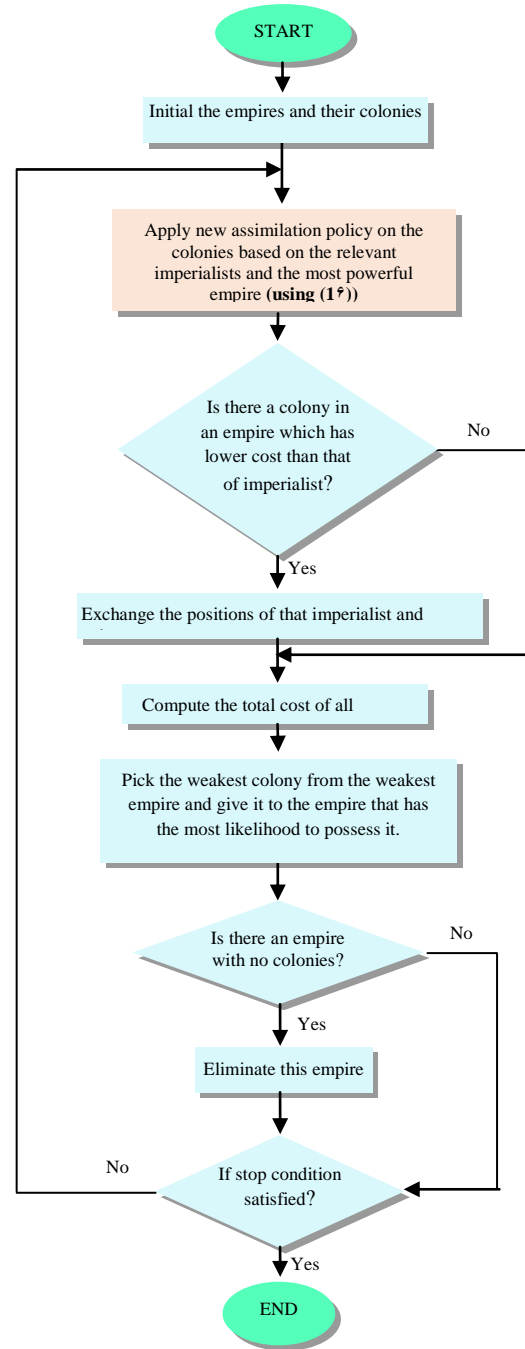 START
Initial the empires and their colonies
Apply new assimilation policy on the
colonies based on the relevant
imperialists and the most powerful
empire (using (1۶))
Is there a colony in
an empire which has
lower cost than that
of imperialist?
No
Yes
Exchange the positions of that imperialist and
Compute the total cost of all
Pick the weakest colony from the weakest
empire and give it to the empire that has
the most likelihood to possess it.
Is there an empire
with no colonies?
No
Yes
Eliminate this empire
No
If stop condition
satisfied?
Yes
END